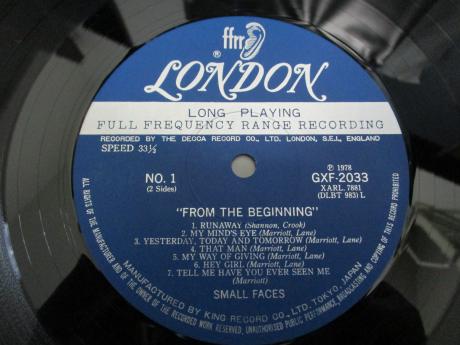 ffrr
® LONDON
LONG PLAYING
FULL FREQUENCY RANGE RECORDING
RECORDED BY THE DECCA RECORD CO., LTD. LONDON, S.E.I., ENGLAND
SPEED 33⅓
℗ 1978
NO. 1
GXF-2033
(2 Sides)
XARL. 7881
(DLBT 983) L
"FROM THE BEGINNING"
1. RUNAWAY (Shannon, Crook)
2. MY MIND'S EYE (Marriott, Lane)
3. YESTERDAY, TODAY AND TOMORROW (Marriott, Lane)
4. THAT MAN (Marriott, Lane)
5. MY WAY OF GIVING (Marriott, Lane)
6. HEY GIRL (Marriott, Lane)
7. TELL ME HAVE YOU EVER SEEN ME
(Marriott)
SMALL FACES
MANUFACTURED BY KING RECORD CO., LTD. TOKYO, JAPAN
ALL RIGHTS OF THE MANUFACTURER AND OF THE OWNER OF THE RECORDED WORK RESERVED, UNAUTHORISED PUBLIC PERFORMANCE, BROADCASTING AND COPYING OF THIS RECORD PROHIBITED